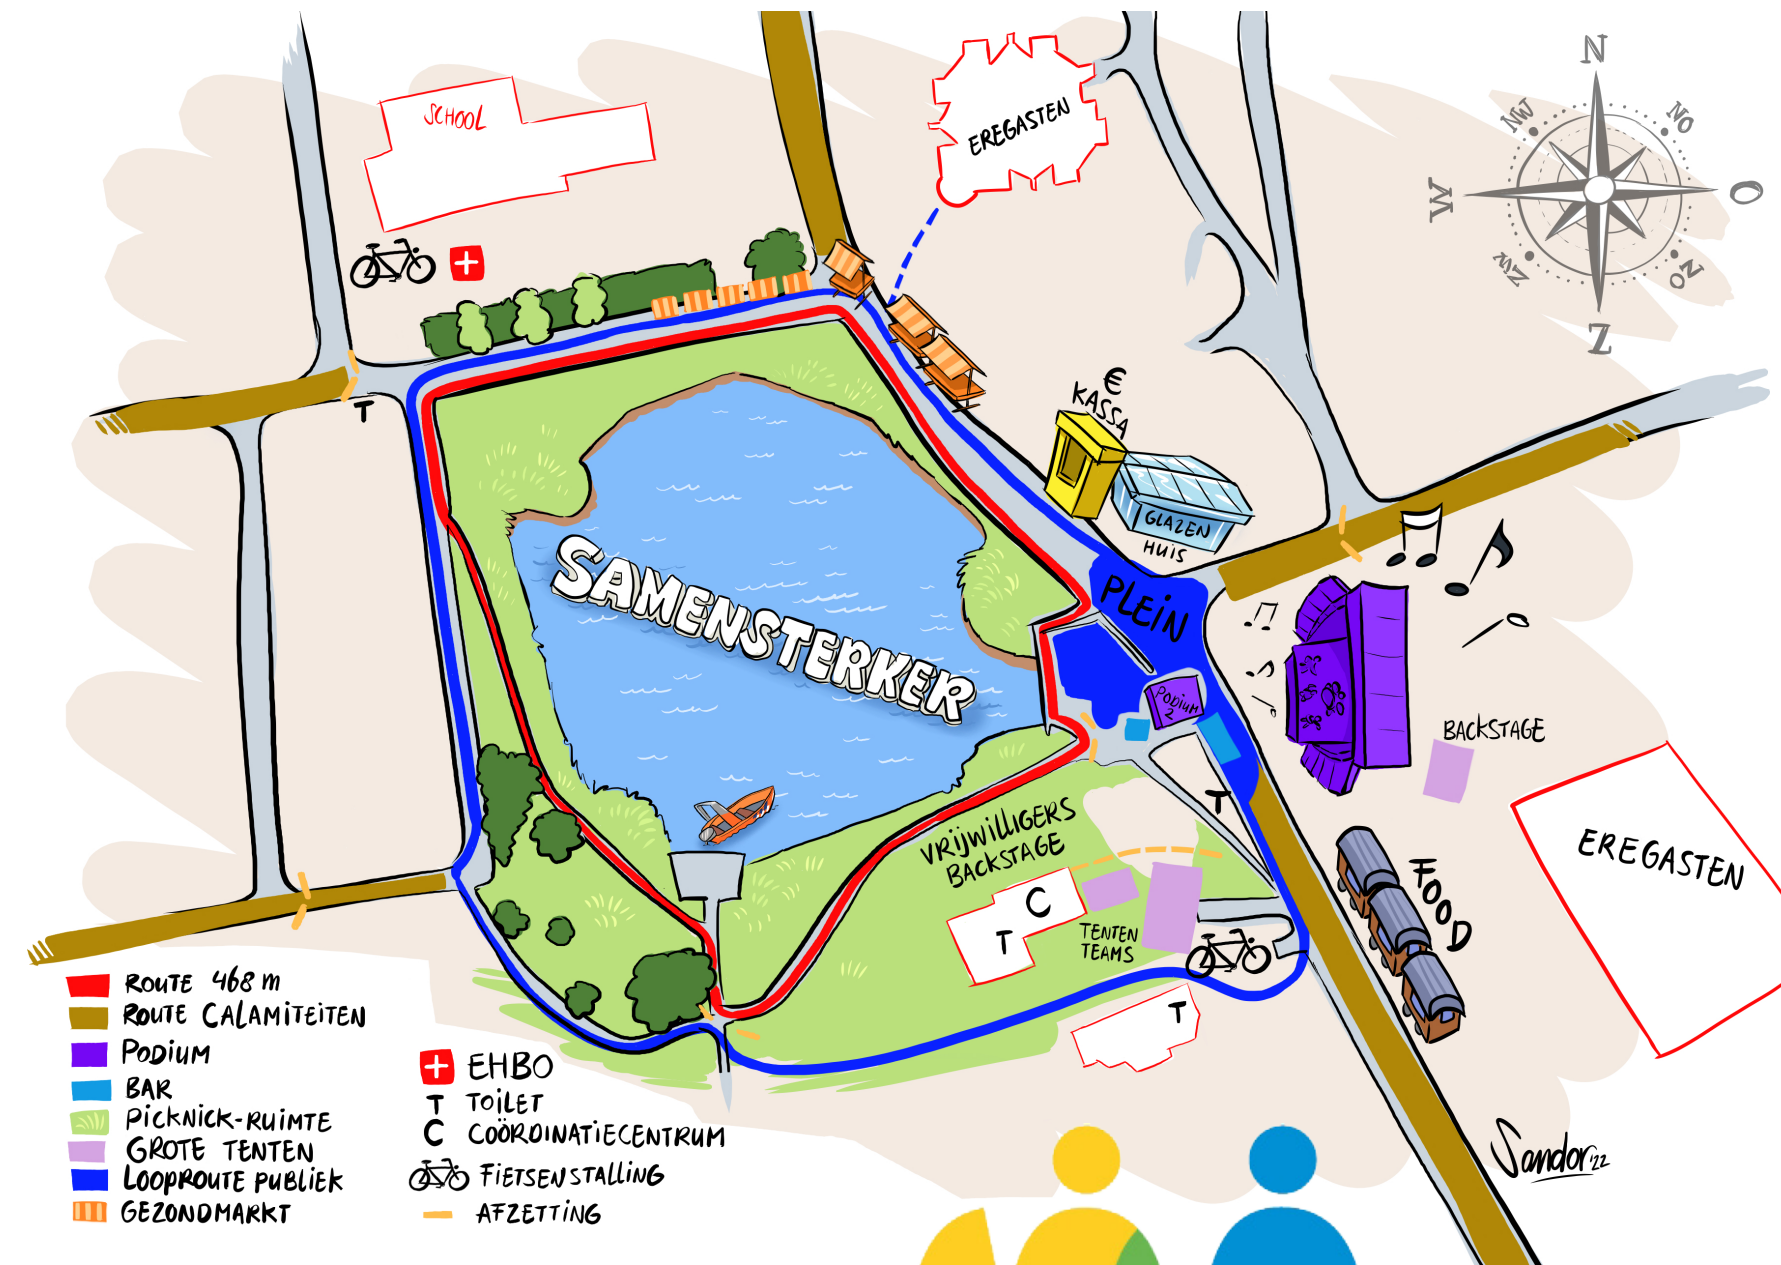 SCHOOL
EREGASTEN
N
NW
NO
W
O
ZW
ZO
Z
T
€
KASSA
GLAZEN
HUIS
PLEIN
SAMENSTERKER
PODIUM
2
BACKSTAGE
T
VRIJWILLIGERS
BACKSTAGE
C
T
TENTEN
TEAMS
FOOD
EREGASTEN
T
ROUTE 468 m
ROUTE CALAMITEITEN
PODIUM
BAR
PICKNICK-RUIMTE
GROTE TENTEN
LOOPROUTE PUBLIEK
GEZONDMARKT
EHBO
T TOILET
C COÖRDINATIECENTRUM
FIETSENSTALLING
AFZETTING
Sandor '22